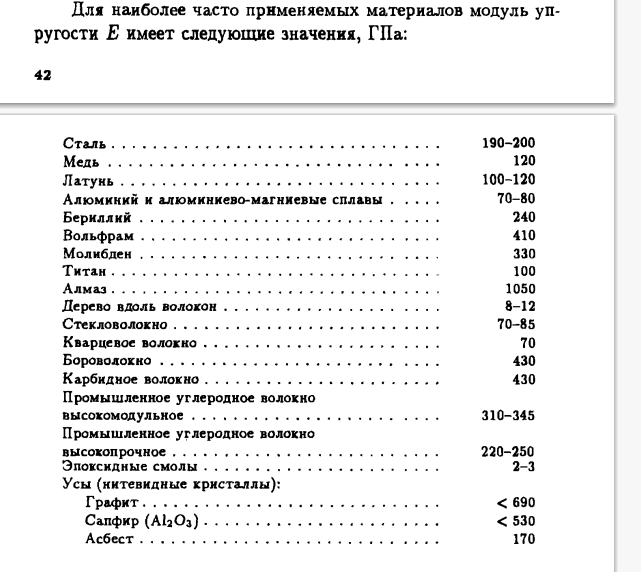 Для наиболее часто применяемых материалов модуль уп-
ругости E имеет следующие значения, ГПа:
42
Сталь . . . . . . . . . . . . . . . . . . . . . . . . . . . . . . . 190–200
Медь . . . . . . . . . . . . . . . . . . . . . . . . . . . . . . . 120
Латунь . . . . . . . . . . . . . . . . . . . . . . . . . . . . . . 100–120
Алюминий и алюминиево-магниевые сплавы . . . . . 70–80
Бериллий . . . . . . . . . . . . . . . . . . . . . . . . . . . . 240
Вольфрам . . . . . . . . . . . . . . . . . . . . . . . . . . . . 410
Молибден . . . . . . . . . . . . . . . . . . . . . . . . . . . . 330
Титан . . . . . . . . . . . . . . . . . . . . . . . . . . . . . . . 100
Алмаз . . . . . . . . . . . . . . . . . . . . . . . . . . . . . . . 1050
Дерево вдоль волокон . . . . . . . . . . . . . . . . . . . . 8–12
Стекловолокно . . . . . . . . . . . . . . . . . . . . . . . . . 70–85
Кварцевое волокно . . . . . . . . . . . . . . . . . . . . . . 70
Бороволокно . . . . . . . . . . . . . . . . . . . . . . . . . . 430
Карбидное волокно . . . . . . . . . . . . . . . . . . . . . . 430
Промышленное углеродное волокно
высокомодульное . . . . . . . . . . . . . . . . . . . . . . . 310–345
Промышленное углеродное волокно
высокопрочное . . . . . . . . . . . . . . . . . . . . . . . . . 220–250
Эпоксидные смолы . . . . . . . . . . . . . . . . . . . . . . 2–3
Усы (нитевидные кристаллы):
Графит . . . . . . . . . . . . . . . . . . . . . . . . . . . . < 690
Сапфир (Al₂O₃) . . . . . . . . . . . . . . . . . . . . . . < 530
Асбест . . . . . . . . . . . . . . . . . . . . . . . . . . . . 170